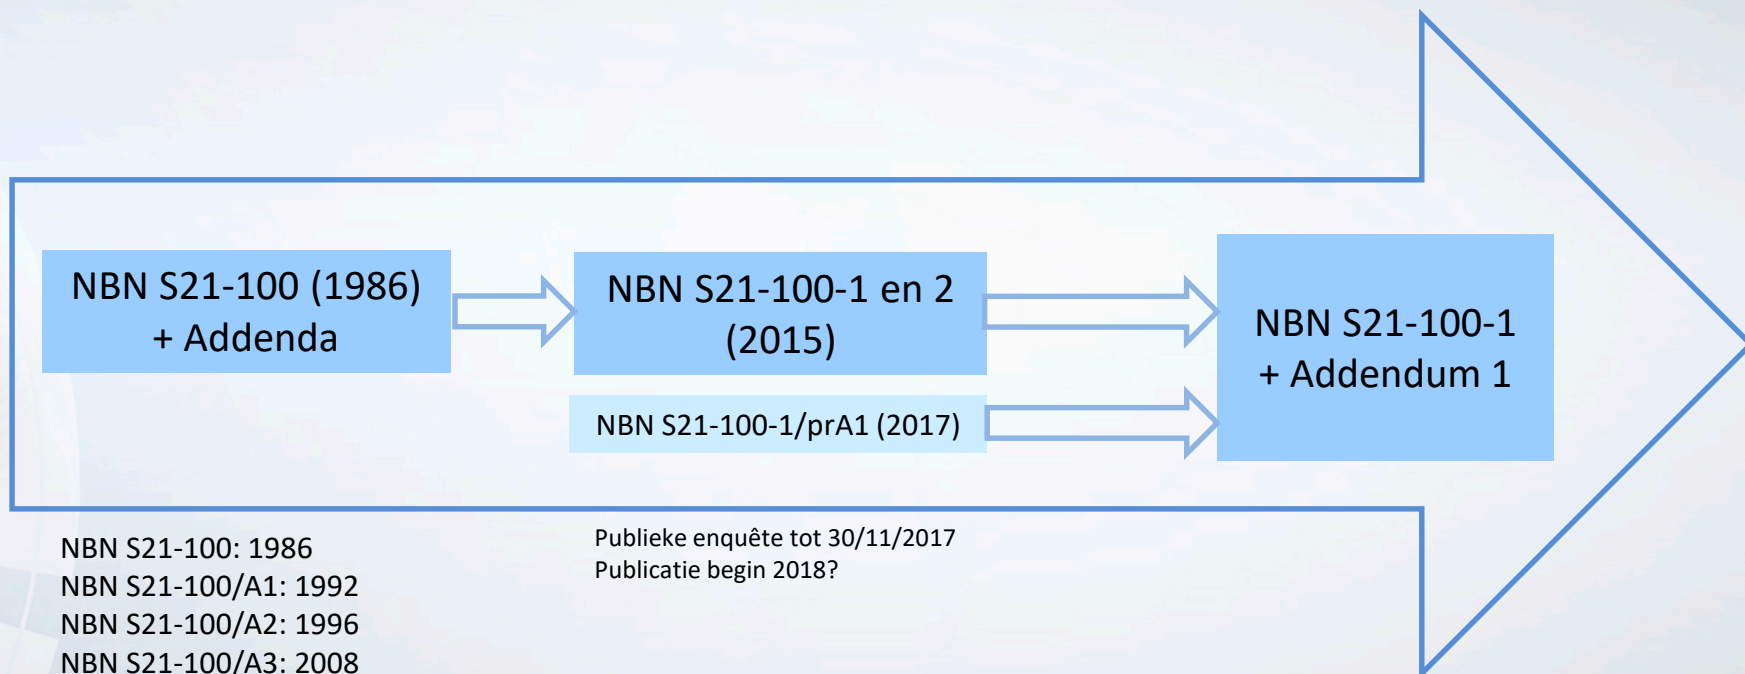 NBN S21-100 (1986)
+ Addenda
NBN S21-100-1 en 2
(2015)
NBN S21-100-1/prA1 (2017)
NBN S21-100-1
+ Addendum 1
NBN S21-100: 1986
NBN S21-100/A1: 1992
NBN S21-100/A2: 1996
NBN S21-100/A3: 2008
Publieke enquête tot 30/11/2017
Publicatie begin 2018?